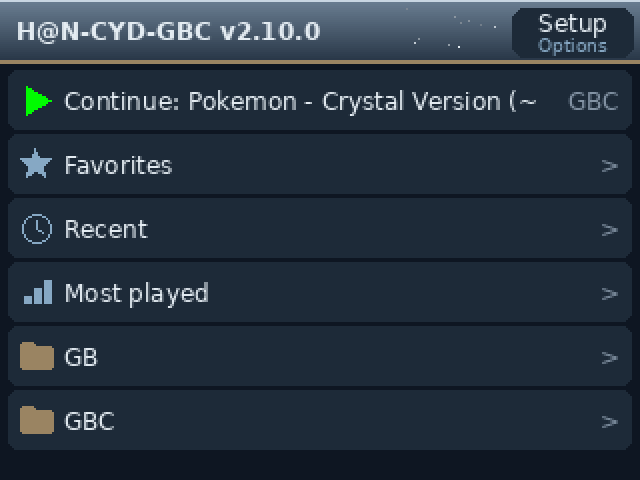 H@N-CYD-GBC v2.10.0
Setup
Options
Continue: Pokemon - Crystal Version (~ GBC
Favorites >
Recent >
Most played >
GB >
GBC >